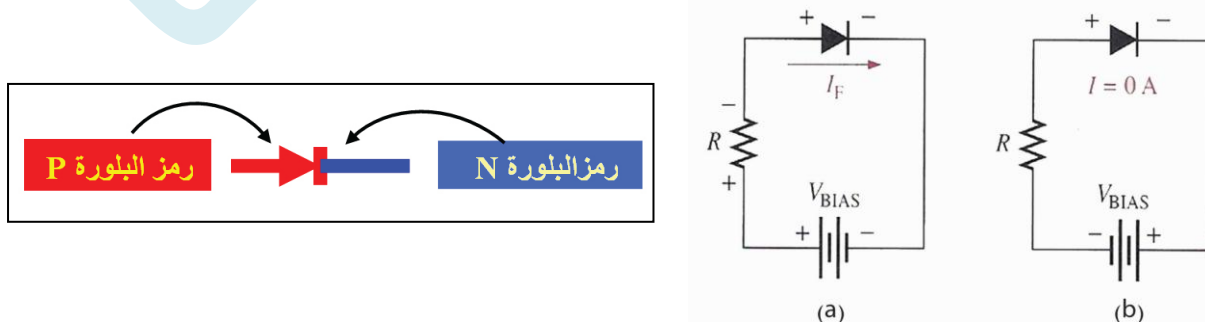 رمز البلورة P
رمزالبلورة N
+ -
I_F
-
R
+
V_BIAS
+ -
(a)
+ -
I = 0 A
R
V_BIAS
- +
(b)